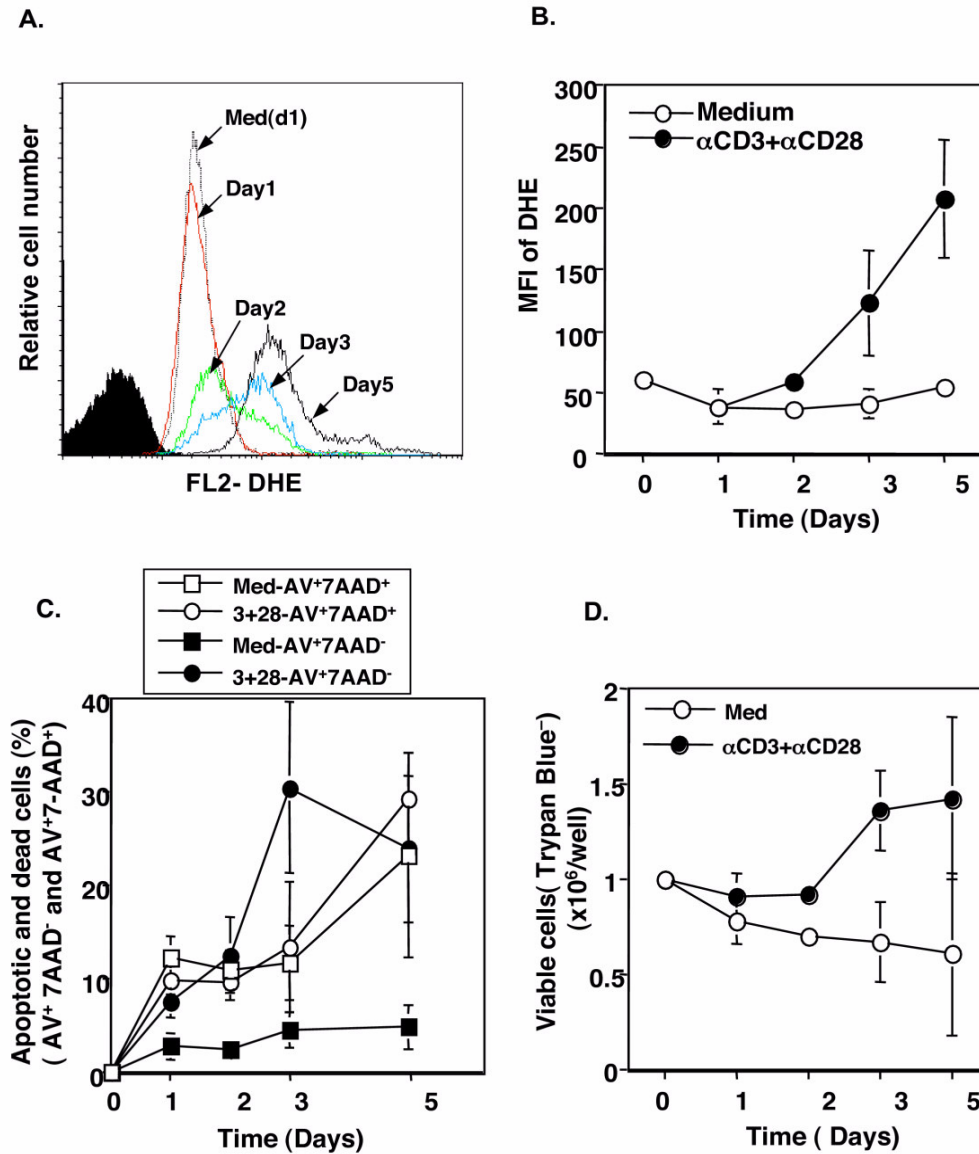 A.
Relative cell number
Med(d1)
Day1
Day2
Day3
Day5
FL2- DHE
B.
300
250
200
150
100
50
0
MFI of DHE
Medium
αCD3+αCD28
0 1 2 3 5
Time (Days)
C.
Med-AV⁺7AAD⁺
3+28-AV⁺7AAD⁺
Med-AV⁺7AAD⁻
3+28-AV⁺7AAD⁻
Apoptotic and dead cells (%)
( AV⁺ 7AAD⁻ and AV⁺7-AAD⁺)
40
30
20
10
0
0 1 2 3 5
Time (Days)
D.
Viable cells( Trypan Blue⁻)
(x10⁶/well)
2
1.5
1
0.5
0
Med
αCD3+αCD28
0 1 2 3 5
Time ( Days)